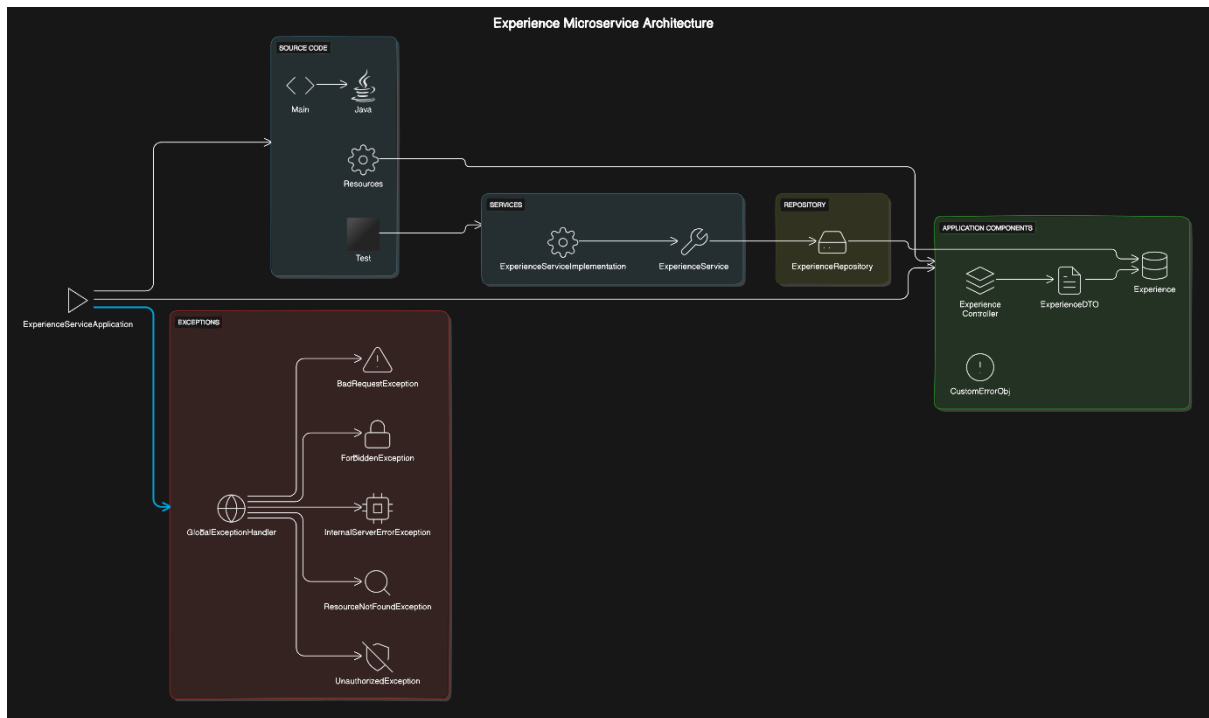 Experience Microservice Architecture
SOURCE CODE
Main
Java
Resources
Test
SERVICES
ExperienceServiceImplementation
ExperienceService
REPOSITORY
ExperienceRepository
APPLICATION COMPONENTS
Experience
Controller
ExperienceDTO
Experience
CustomErrorObj
ExperienceServiceApplication
EXCEPTIONS
BadRequestException
ForBiddenException
GloBalExceptionHandler
InternalServerErrorException
ResourceNotFoundException
UnauthorizedException